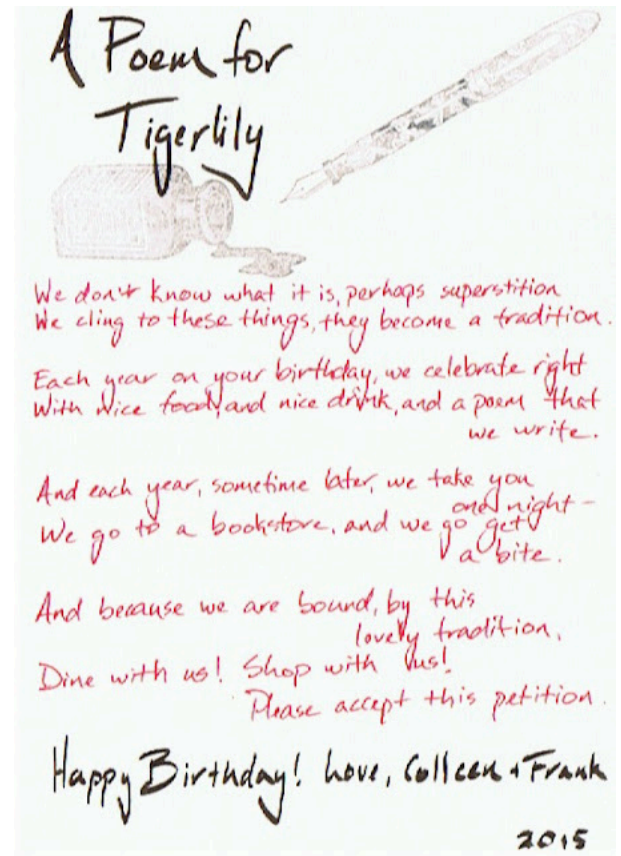 A Poem for
Tigerlily
We don't know what it is, perhaps superstition
We cling to these things, they become a tradition.
Each year on your birthday, we celebrate right
With nice food, and nice drink, and a poem that
we write.
And each year, sometime later, we take you
one night–
We go to a bookstore, and we go get
a bite.
And because we are bound, by this
lovely tradition,
Dine with us! Shop with us!
Please accept this petition.
Happy Birthday! Love, Colleen + Frank
2015